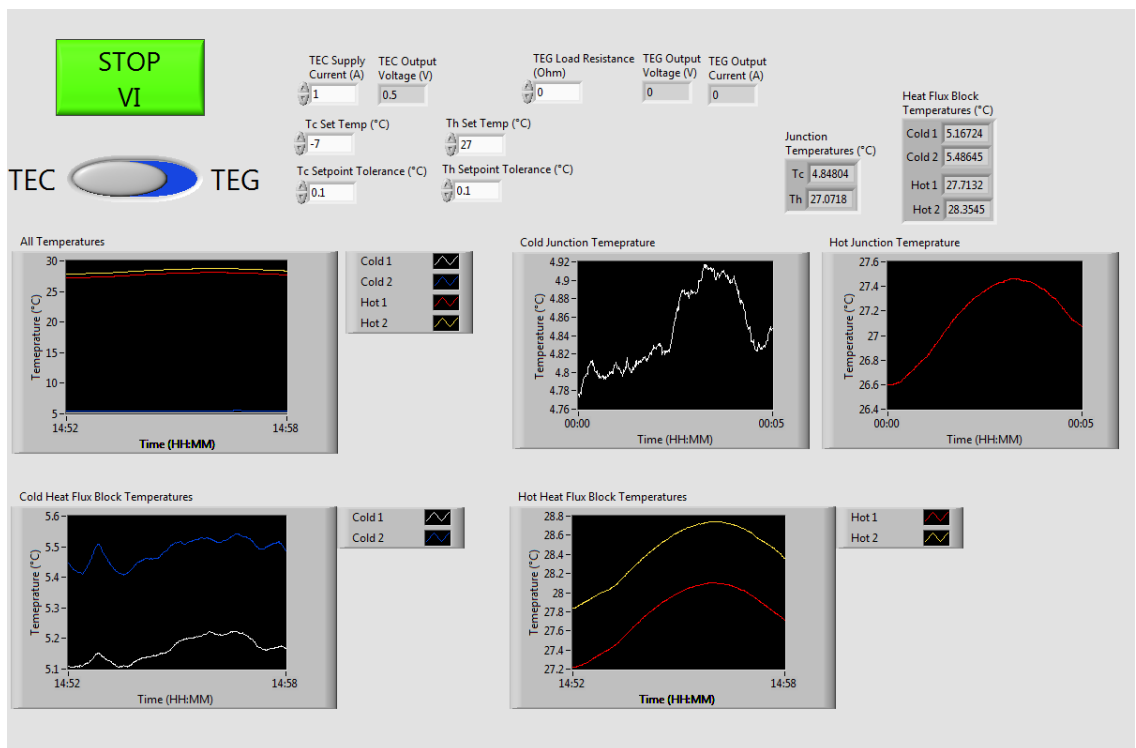 STOP
VI
TEC
TEG
TEC Supply
Current (A)
1
TEC Output
Voltage (V)
0.5
TEG Load Resistance
(Ohm)
0
TEG Output
Voltage (V)
0
TEG Output
Current (A)
0
Tc Set Temp (°C)
-7
Th Set Temp (°C)
27
Tc Setpoint Tolerance (°C)
0.1
Th Setpoint Tolerance (°C)
0.1
Junction
Temperatures (°C)
Tc 4.84804
Th 27.0718
Heat Flux Block
Temperatures (°C)
Cold 1 5.16724
Cold 2 5.48645
Hot 1 27.7132
Hot 2 28.3545
All Temperatures
Temeprature (°C)
30
25
20
15
10
5
14:52
14:58
Time (HH:MM)
Cold 1
Cold 2
Hot 1
Hot 2
Cold Junction Temeprature
Temperature (°C)
4.92
4.9
4.88
4.86
4.84
4.82
4.8
4.78
4.76
00:00
00:05
Time (HH:MM)
Hot Junction Temeprature
Temperature (°C)
27.6
27.4
27.2
27
26.8
26.6
26.4
00:00
00:05
Time (HH:MM)
Cold Heat Flux Block Temperatures
Temeprature (°C)
5.6
5.5
5.4
5.3
5.2
5.1
14:52
14:58
Time (HH:MM)
Cold 1
Cold 2
Hot Heat Flux Block Temperatures
Temeprature (°C)
28.8
28.6
28.4
28.2
28
27.8
27.6
27.4
27.2
14:52
14:58
Time (HH:MM)
Hot 1
Hot 2